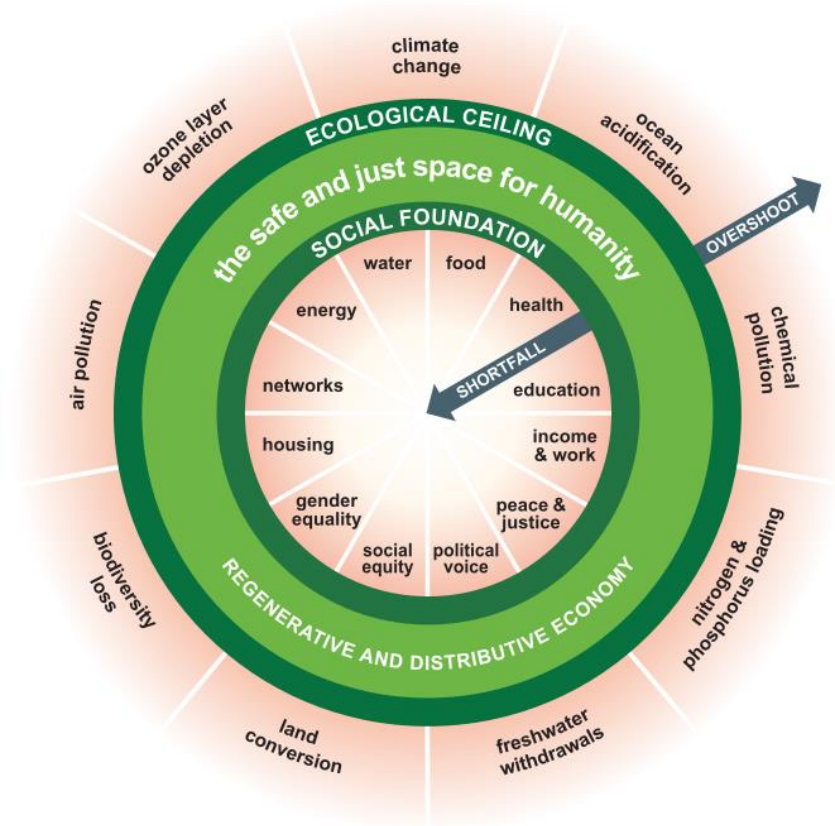 climate
change
ocean
acidification
chemical
pollution
nitrogen &
phosphorus loading
freshwater
withdrawals
land
conversion
biodiversity
loss
air pollution
ozone layer
depletion
OVERSHOOT
ECOLOGICAL CEILING
the safe and just space for humanity
SOCIAL FOUNDATION
water
food
health
SHORTFALL
education
income
& work
peace &
justice
political
voice
social
equity
gender
equality
housing
networks
energy
REGENERATIVE AND DISTRIBUTIVE ECONOMY